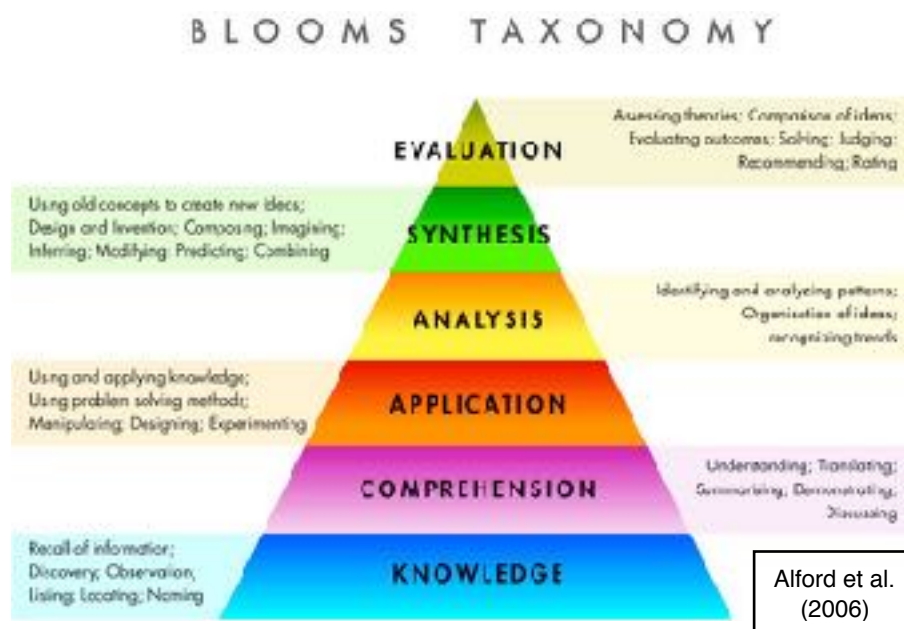 BLOOMS TAXONOMY
EVALUATION
Assessing theories; Comparison of ideas;
Evaluating outcomes; Solving; Judging;
Recommending; Rating
Using old concepts to create new ideas;
Design and Invention; Composing; Imagining;
Inferring; Modifying; Predicting; Combining
SYNTHESIS
ANALYSIS
Identifying and analyzing patterns;
Organisation of ideas;
recognizing trends
Using and applying knowledge;
Using problem solving methods;
Manipulating; Designing; Experimenting
APPLICATION
COMPREHENSION
Understanding; Translating;
Summarising; Demonstrating;
Discussing
Recall of information;
Discovery; Observation;
Listing; Locating; Naming
KNOWLEDGE
Alford et al.
(2006)